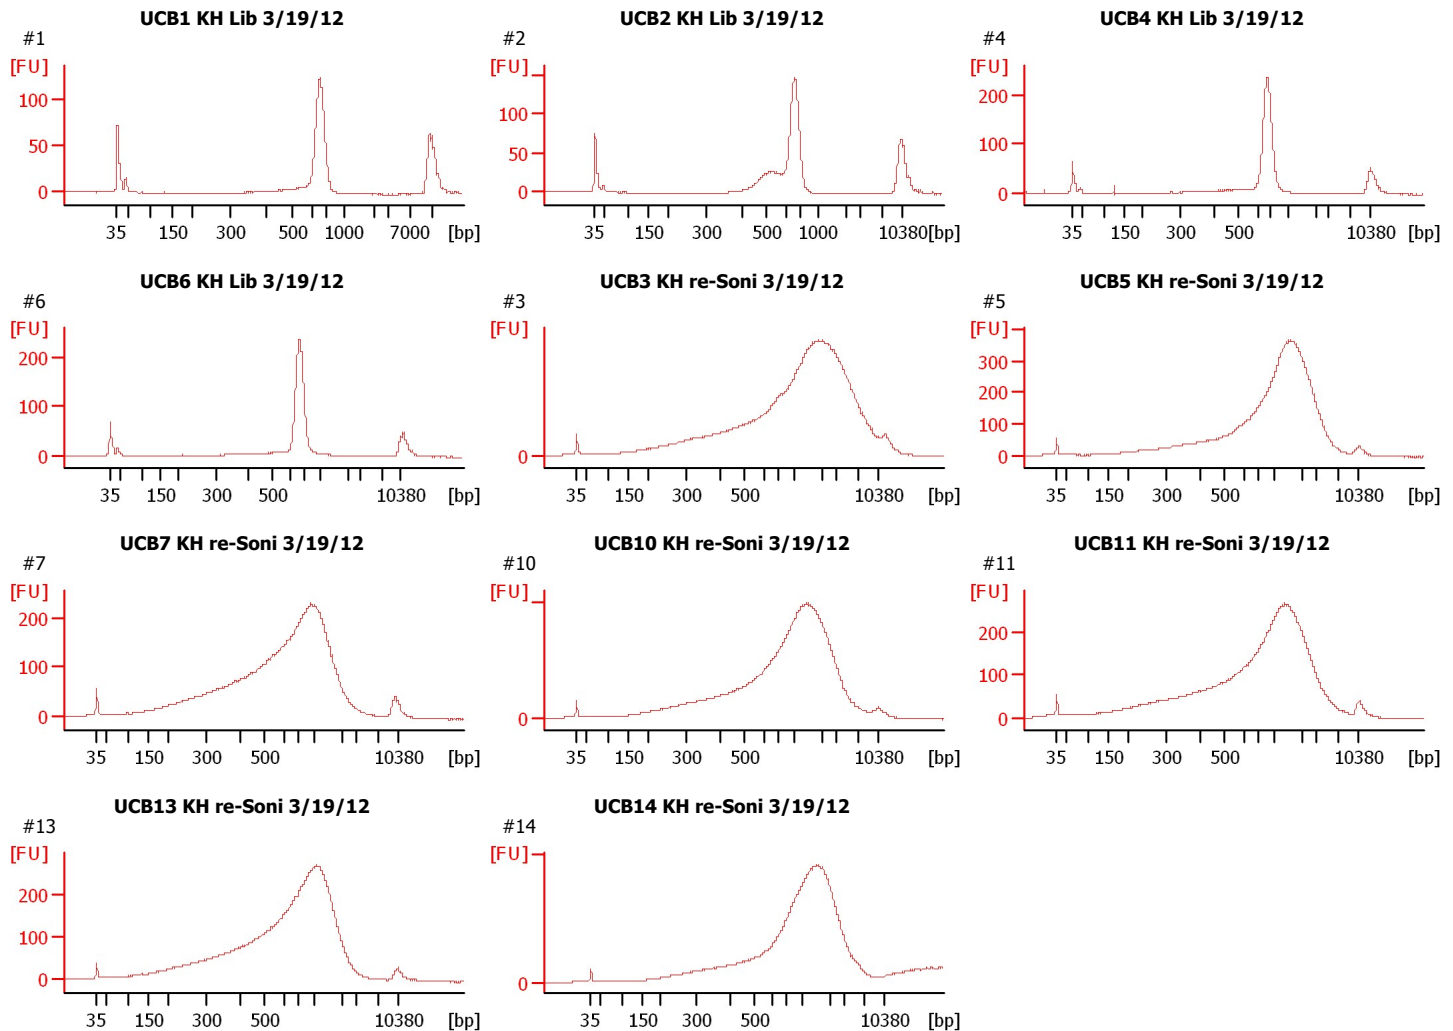 UCB1 KH Lib 3/19/12
#1
[FU]
100
50
0
35 150 300 500 1000 7000 [bp]
UCB2 KH Lib 3/19/12
#2
[FU]
100
50
0
35 150 300 500 1000 10380[bp]
UCB4 KH Lib 3/19/12
#4
[FU]
200
100
0
35 150 300 500 10380 [bp]
UCB6 KH Lib 3/19/12
#6
[FU]
200
100
0
35 150 300 500 10380 [bp]
UCB3 KH re-Soni 3/19/12
#3
[FU]
0
35 150 300 500 10380 [bp]
UCB5 KH re-Soni 3/19/12
#5
[FU]
300
200
100
0
35 150 300 500 10380 [bp]
UCB7 KH re-Soni 3/19/12
#7
[FU]
200
100
0
35 150 300 500 10380 [bp]
UCB10 KH re-Soni 3/19/12
#10
[FU]
0
35 150 300 500 10380 [bp]
UCB11 KH re-Soni 3/19/12
#11
[FU]
200
100
0
35 150 300 500 10380 [bp]
UCB13 KH re-Soni 3/19/12
#13
[FU]
200
100
0
35 150 300 500 10380 [bp]
UCB14 KH re-Soni 3/19/12
#14
[FU]
0
35 150 300 500 10380 [bp]